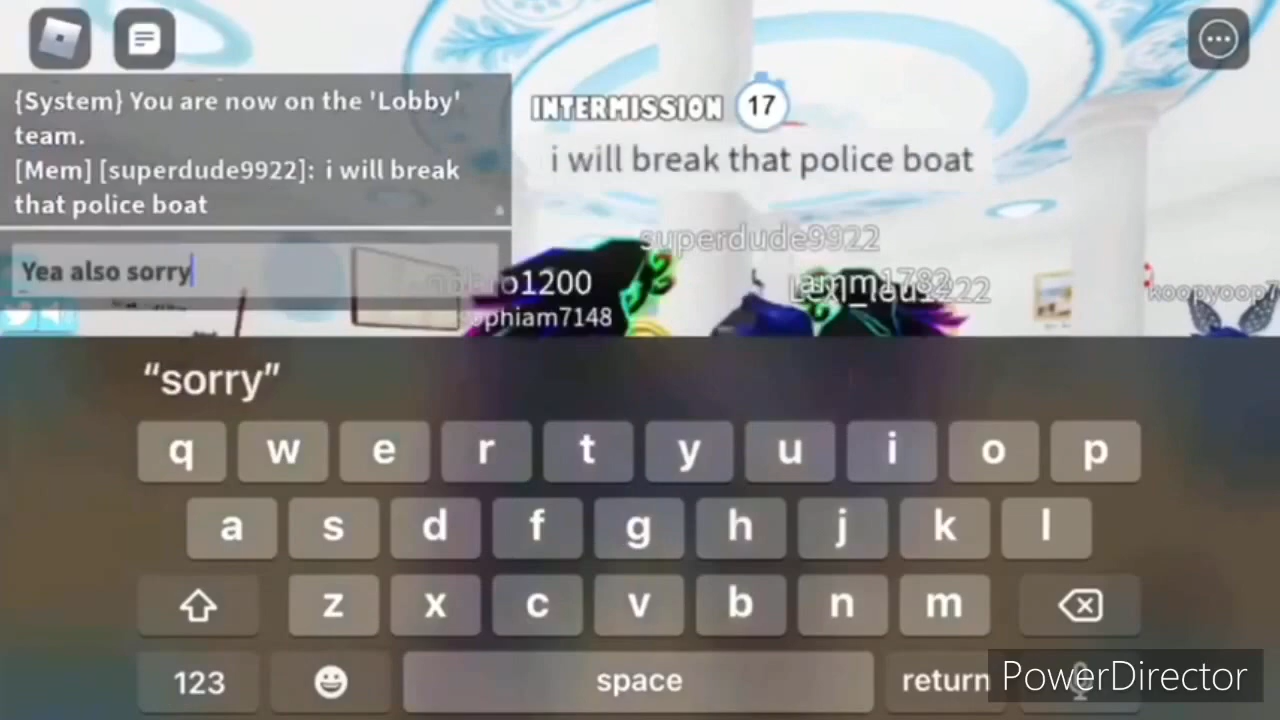 {System} You are now on the 'Lobby'
team.
[Mem] [superdude9922]: i will break
that police boat
INTERMISSION 17
i will break that police boat
superdude9922
Yea also sorry
sophiam7148
“sorry”
q w e r t y u i o p
a s d f g h j k l
z x c v b n m
123 space return
PowerDirector